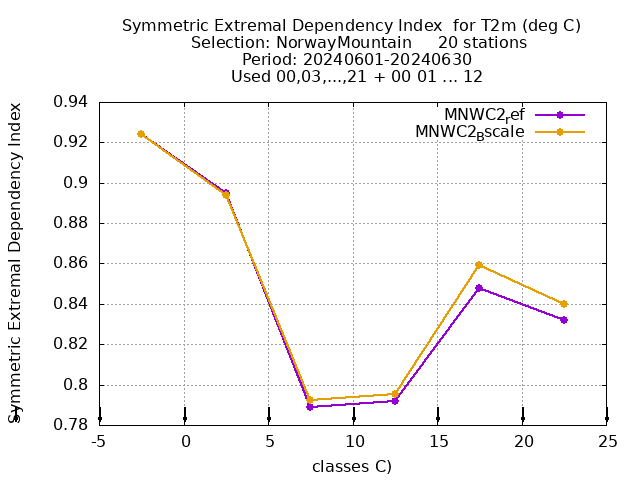 Symmetric Extremal Dependency Index  for T2m (deg C)
Selection: NorwayMountain     20 stations
Period: 20240601-20240630
Used 00,03,...,21 + 00 01 ... 12
MNWC2ref
MNWC2Bscale
Symmetric Extremal Dependency Index
0.94
0.92
0.9
0.88
0.86
0.84
0.82
0.8
0.78
-5 0 5 10 15 20 25
classes C)